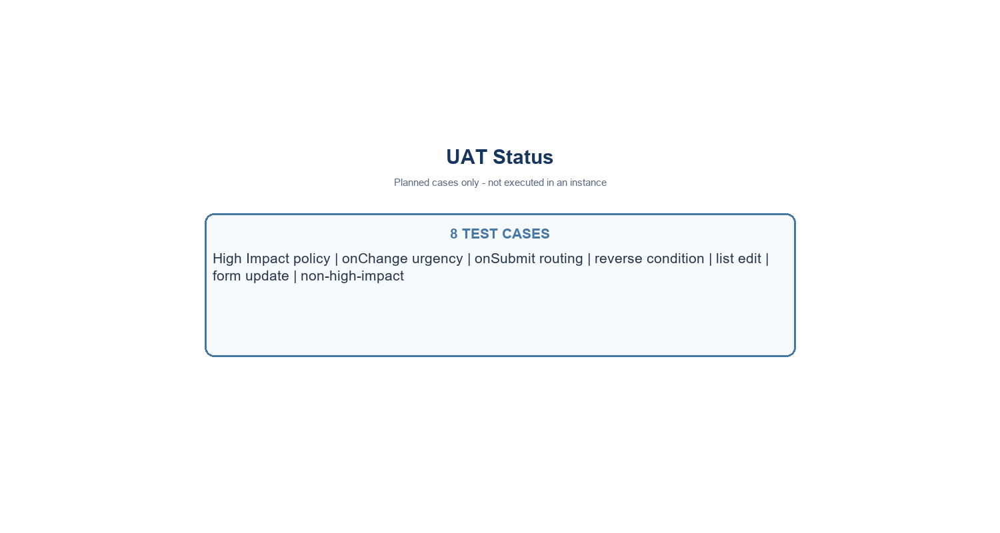 UAT Status
Planned cases only - not executed in an instance
8 TEST CASES
High Impact policy | onChange urgency | onSubmit routing | reverse condition | list edit |
form update | non-high-impact